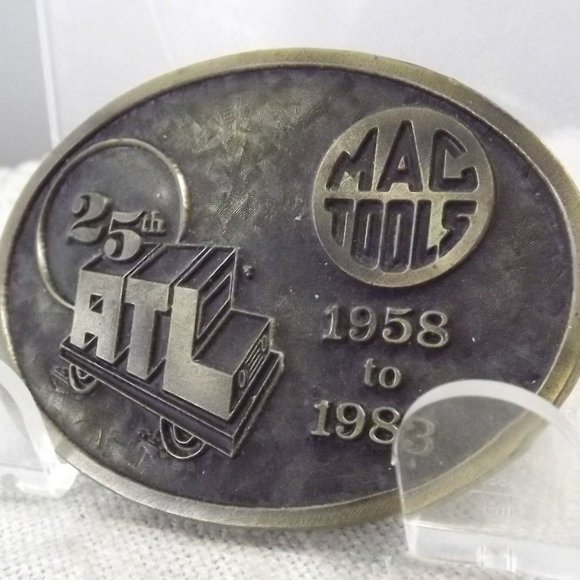 25th
ATL
MAC
TOOLS
1958
to
1983